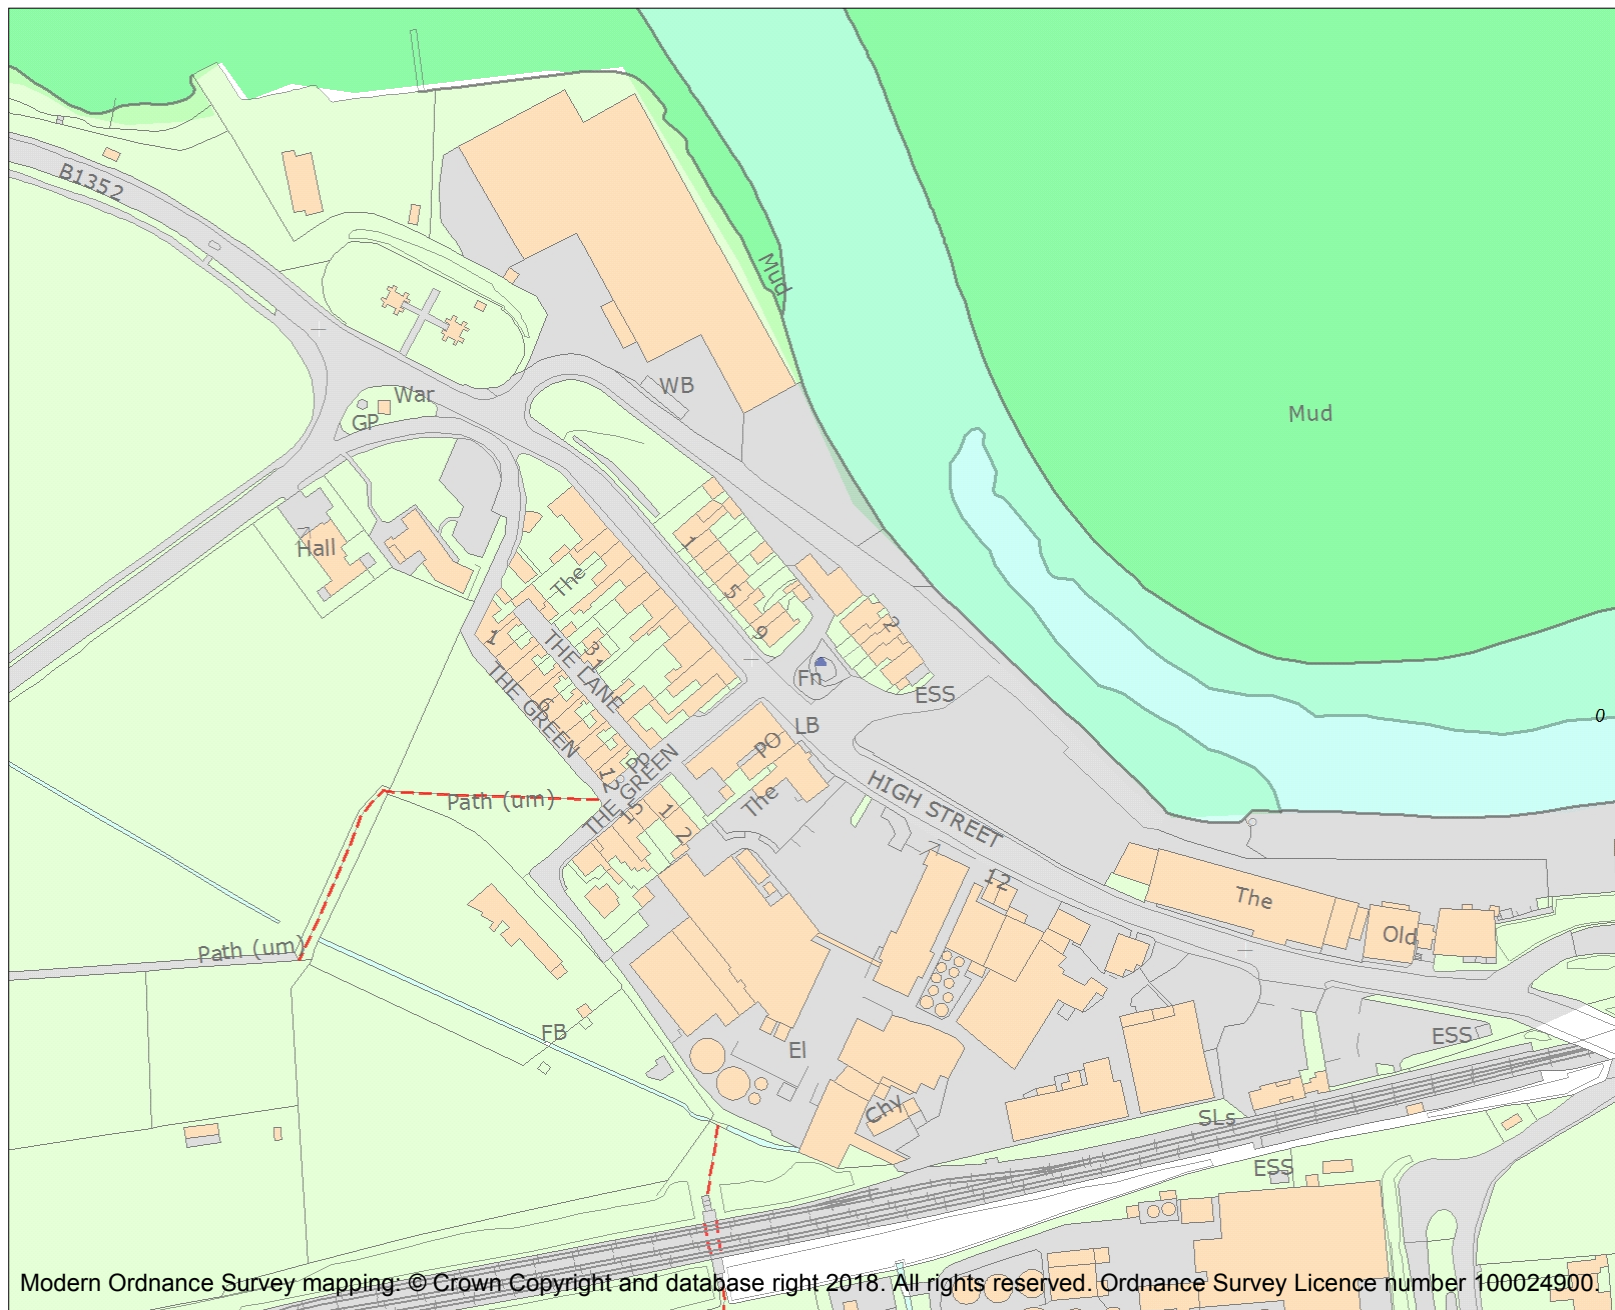 B1352
Mud
War
WB
GP
Mud
Hall
1
The
5
9
2
1
THE LANE
3
1
THE GREEN
6
Fn
ESS
LB
0
PO
PP
12
THE GREEN
15
1
2
The
Path (um)
HIGH STREET
12
The
Old
Path (um)
FB
El
ESS
Chy
SLs
ESS
Modern Ordnance Survey mapping: © Crown Copyright and database right 2018. All rights reserved. Ordnance Survey Licence number 100024900.